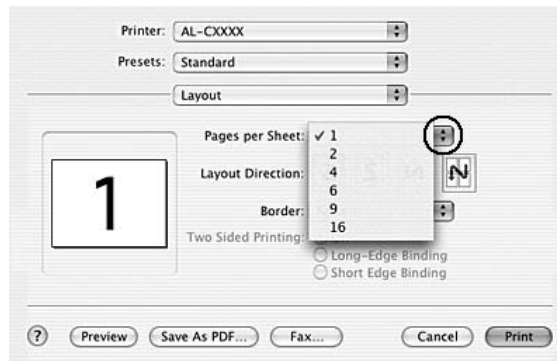 Printer: AL-CXXXX
Presets: Standard
Layout
Pages per Sheet: ✓ 1
2
4
6
9
16
Layout Direction:
Border:
Two Sided Printing:
Long-Edge Binding
Short Edge Binding
1
? Preview Save As PDF... Fax... Cancel Print